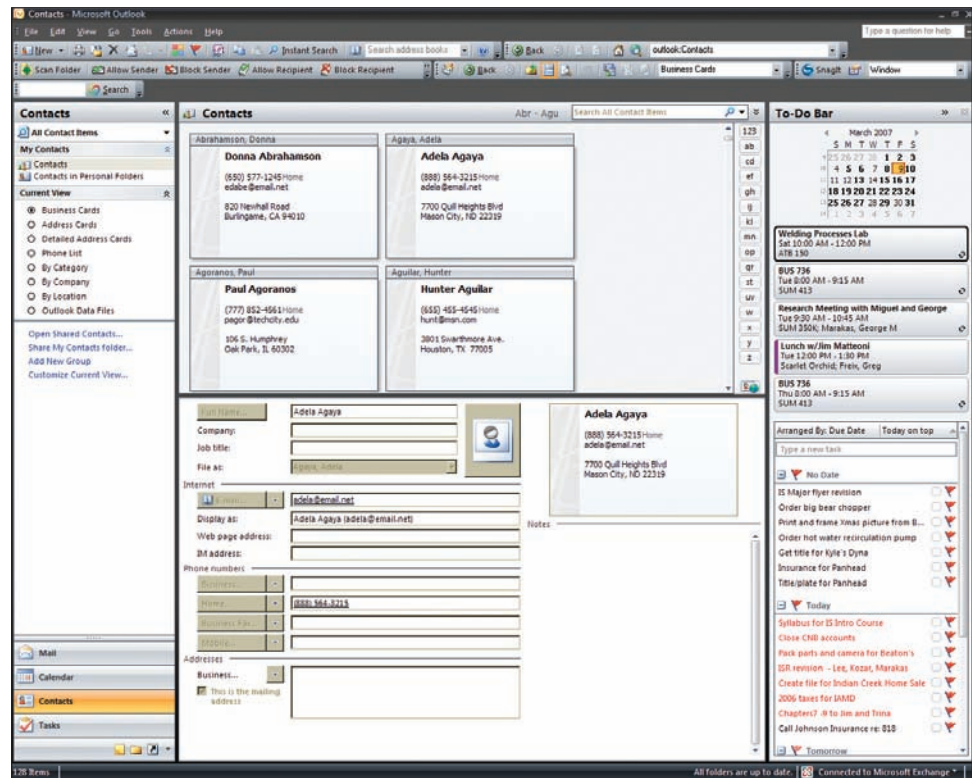 Contacts - Microsoft Outlook
File Edit View Go Tools Actions Help
Type a question for help
New
Instant Search
Search address books
Back
outlook:Contacts
Scan Folder Allow Sender Block Sender Allow Recipient Block Recipient
Back
Business Cards
SnagIt
Window
Search
Contacts
All Contact Items
My Contacts
Contacts
Contacts in Personal Folders
Current View
Business Cards
Address Cards
Detailed Address Cards
Phone List
By Category
By Company
By Location
Outlook Data Files
Open Shared Contacts...
Share My Contacts folder...
Add New Group
Customize Current View...
Mail
Calendar
Contacts
Tasks
128 Items
Contacts
Abr - Agu
Search All Contact Items
Abrahamson, Donna
Donna Abrahamson
(650) 577-1245 Home
edabe@email.net
820 Newhall Road
Burlingame, CA 94010
Agaya, Adela
Adela Agaya
(888) 564-3215 Home
adela@email.net
7700 Quill Heights Blvd
Mason City, ND 22319
Agoranos, Paul
Paul Agoranos
(777) 852-4561 Home
pagor@techcity.edu
106 S. Humphrey
Oak Park, IL 60302
Aguilar, Hunter
Hunter Aguilar
(655) 455-4545 Home
hunt@msn.com
3801 Swarthmore Ave.
Houston, TX 77005
123
ab
cd
ef
gh
ij
kl
mn
op
qr
st
uv
w
x
y
z
Full Name...
Adela Agaya
Company:
Job title:
File as:
Agaya, Adela
Internet
E-mail...
adela@email.net
Display as:
Adela Agaya (adela@email.net)
Web page address:
IM address:
Phone numbers
Business...
Home...
(888) 564-3215
Business Fax...
Mobile...
Addresses
Business...
This is the mailing
address
Adela Agaya
(888) 564-3215 Home
adela@email.net
7700 Quill Heights Blvd
Mason City, ND 22319
Notes
To-Do Bar
March 2007
S M T W T F S
25 26 27 28 1 2 3
4 5 6 7 8 9 10
11 12 13 14 15 16 17
18 19 20 21 22 23 24
25 26 27 28 29 30 31
1 2 3 4 5 6 7
Welding Processes Lab
Sat 10:00 AM - 12:00 PM
ATB 150
BUS 736
Tue 8:00 AM - 9:15 AM
SUM 413
Research Meeting with Miguel and George
Tue 9:30 AM - 10:45 AM
SUM 350K; Marakas, George M
Lunch w/Jim Matteoni
Tue 12:00 PM - 1:30 PM
Scarlet Orchid; Freix, Greg
BUS 736
Thu 8:00 AM - 9:15 AM
SUM 413
Arranged By: Due Date Today on top
Type a new task
No Date
IS Major flyer revision
Order big bear chopper
Print and frame Xmas picture from B...
Order hot water recirculation pump
Get title for Kyle's Dyna
Insurance for Panhead
Title/plate for Panhead
Today
Syllabus for IS Intro Course
Close CNB accounts
Pack parts and camera for Beaton's
ISR revision - Lee, Kozar, Marakas
Create file for Indian Creek Home Sale
2006 taxes for IAMD
Chapters7 -9 to Jim and Trina
Call Johnson Insurance re: 818
Tomorrow
All folders are up to date.
Connected to Microsoft Exchange